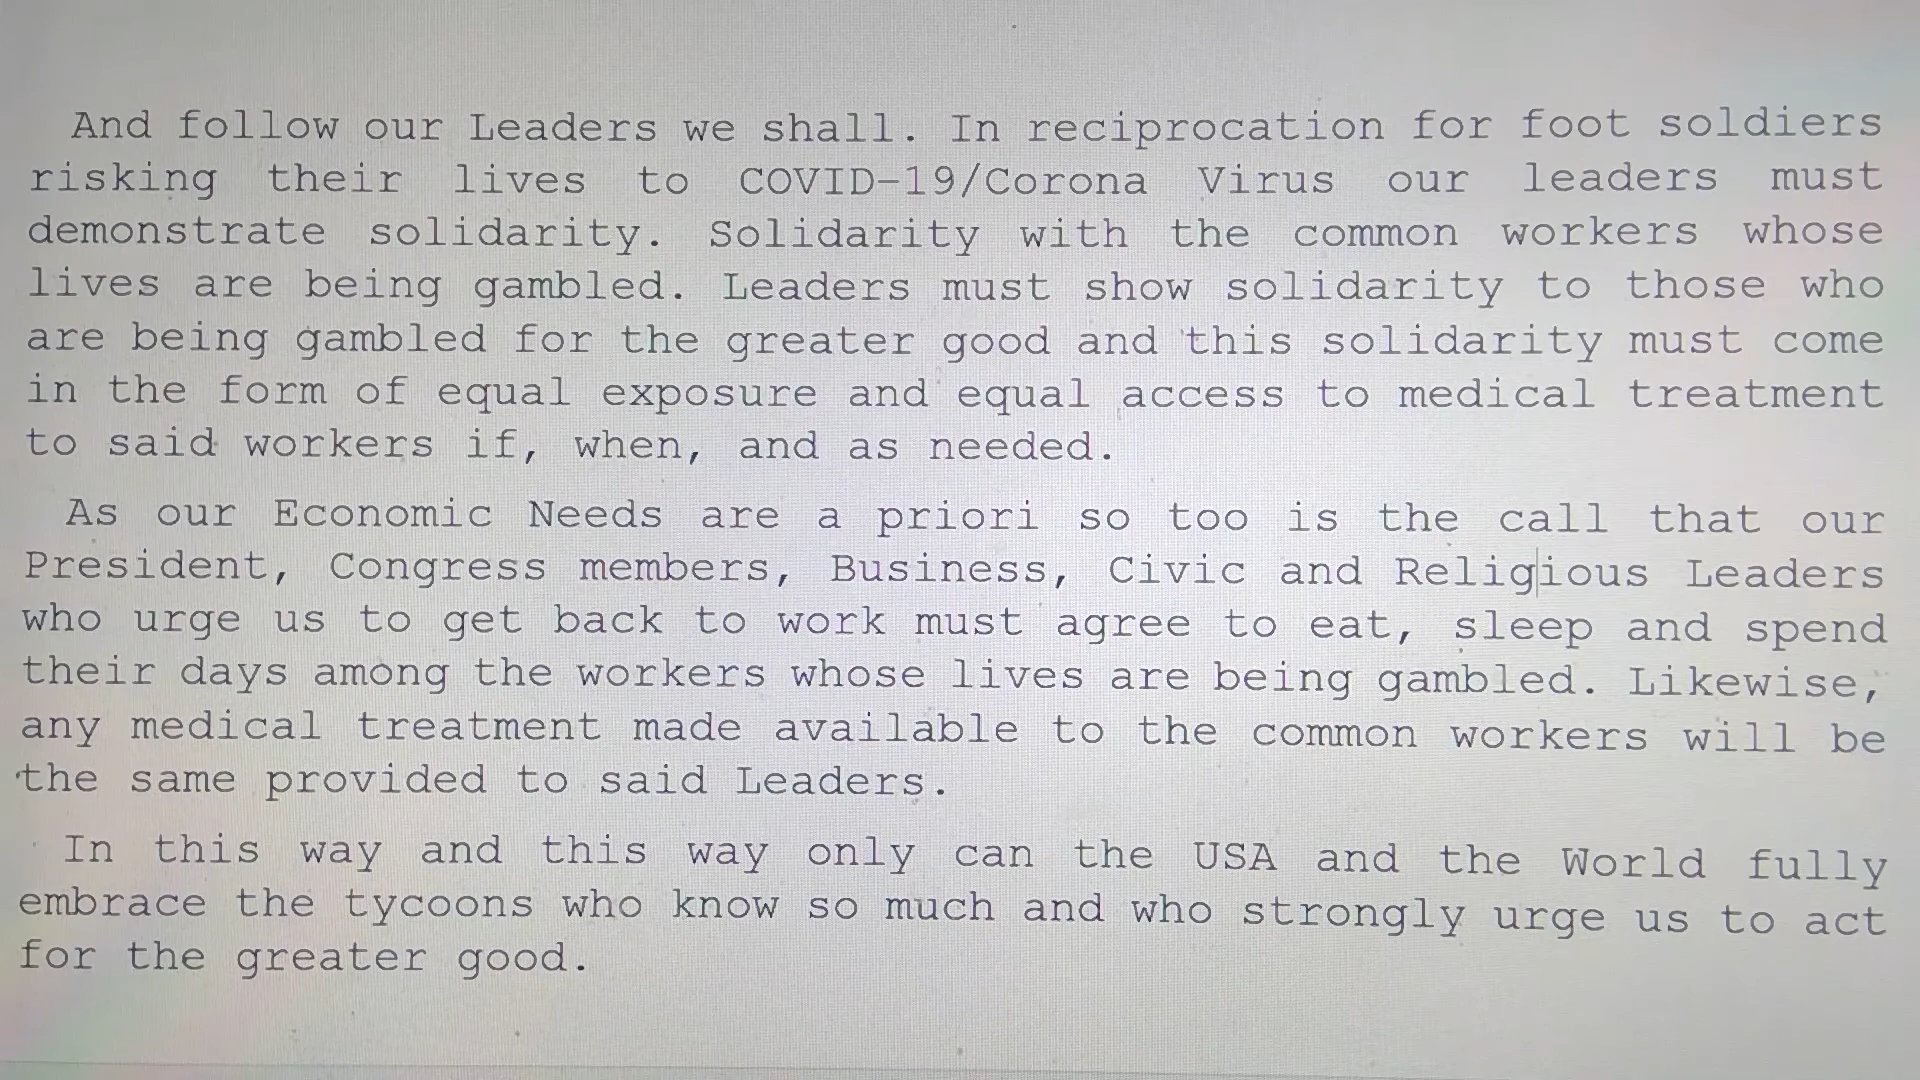 And follow our Leaders we shall. In reciprocation for foot soldiers
risking their lives to COVID-19/Corona Virus our leaders must
demonstrate solidarity. Solidarity with the common workers whose
lives are being gambled. Leaders must show solidarity to those who
are being gambled for the greater good and this solidarity must come
in the form of equal exposure and equal access to medical treatment
to said workers if, when, and as needed.
As our Economic Needs are a priori so too is the call that our
President, Congress members, Business, Civic and Religious Leaders
who urge us to get back to work must agree to eat, sleep and spend
their days among the workers whose lives are being gambled. Likewise,
any medical treatment made available to the common workers will be
the same provided to said Leaders.
In this way and this way only can the USA and the World fully
embrace the tycoons who know so much and who strongly urge us to act
for the greater good.